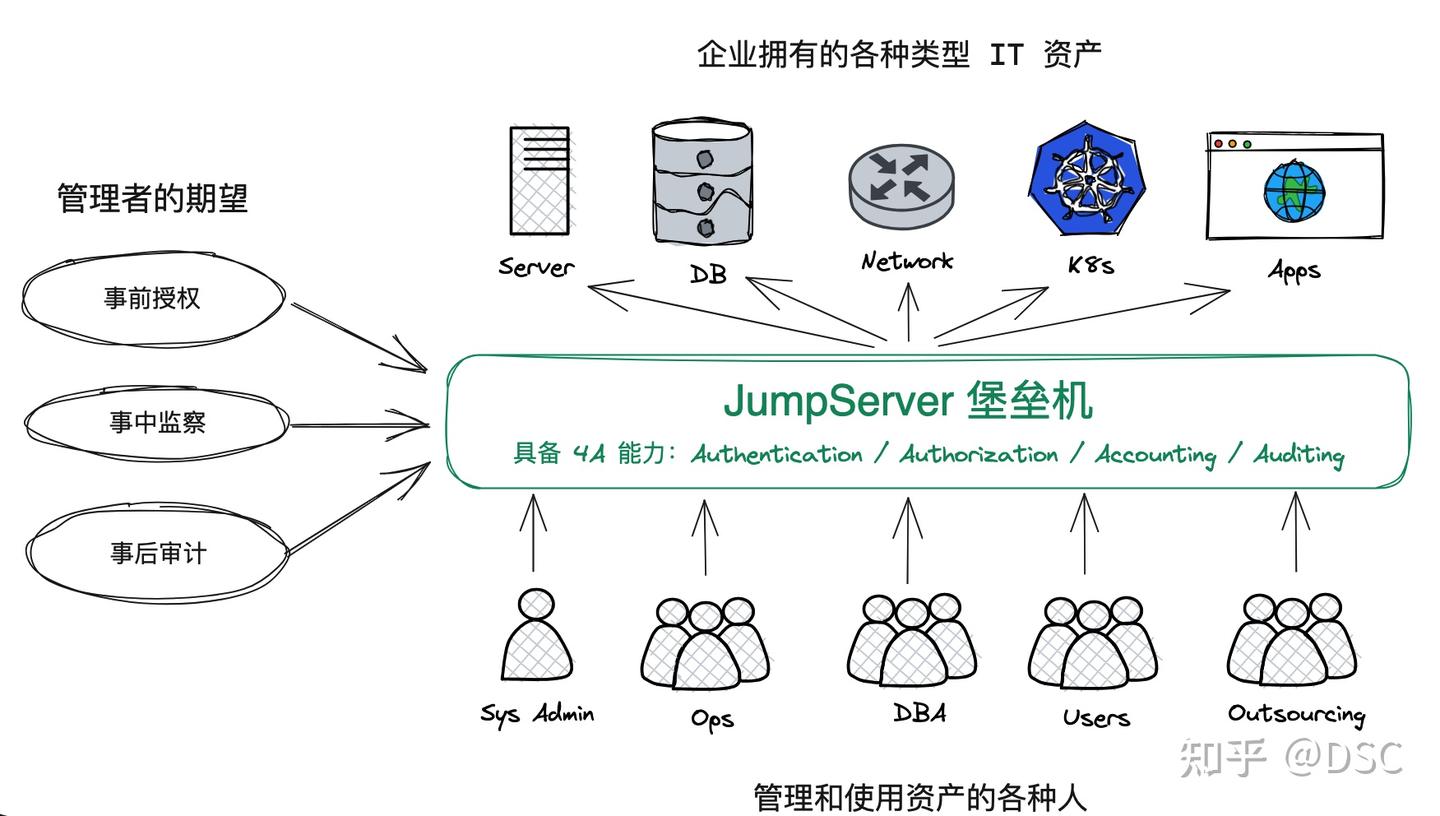 企业拥有的各种类型 IT 资产
管理者的期望
事前授权
事中监察
事后审计
Server
DB
Network
K8s
Apps
JumpServer 堡垒机
具备 4A 能力: Authentication / Authorization / Accounting / Auditing
Sys Admin
Ops
DBA
Users
Outsourcing
知乎 @DSC
管理和使用资产的各种人